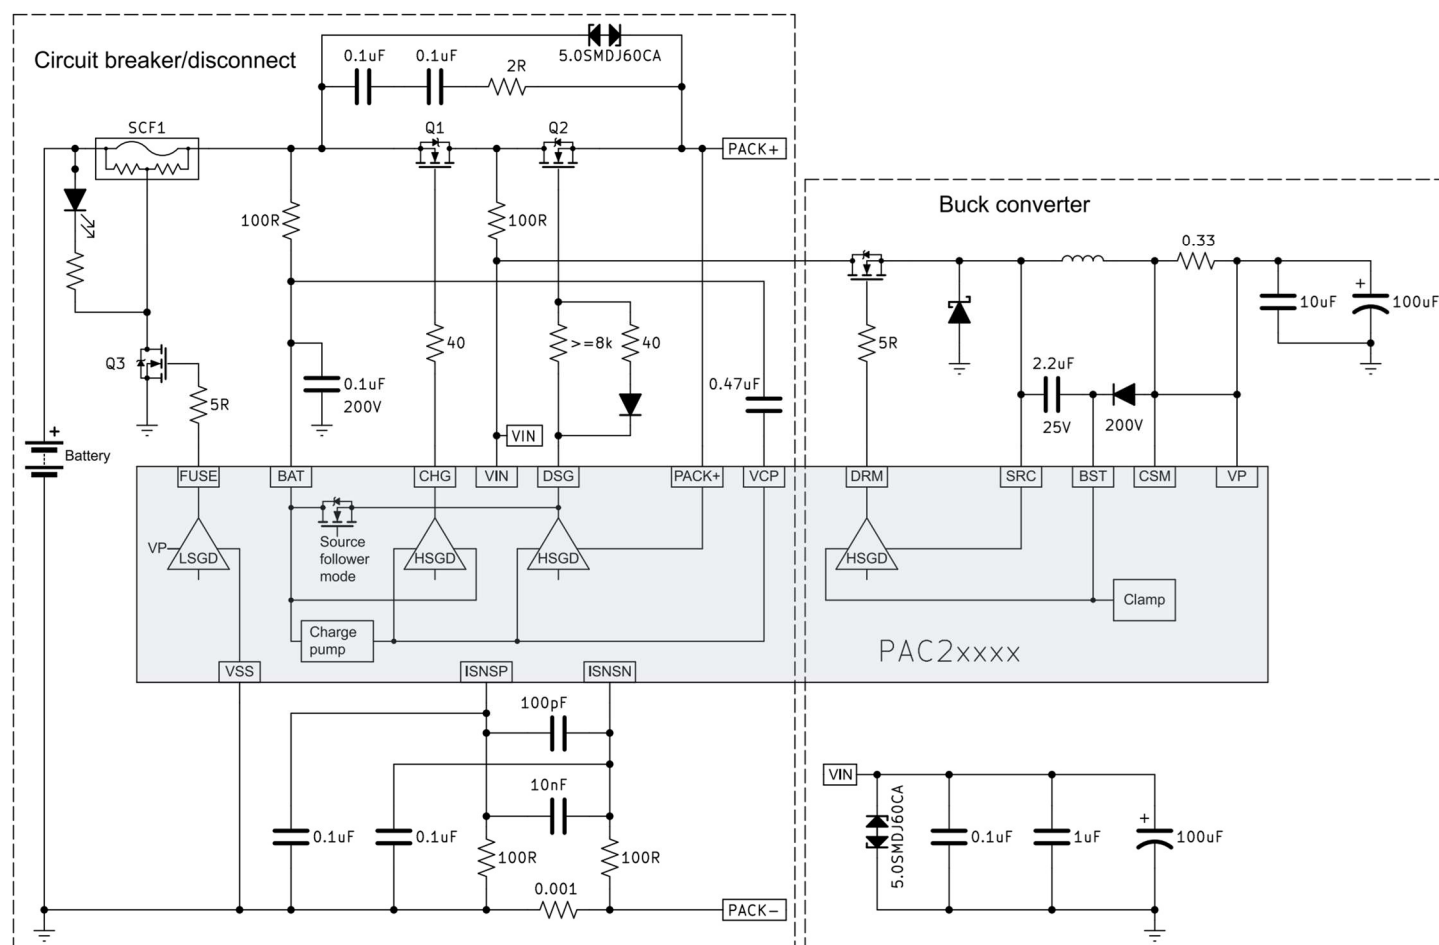 Circuit breaker/disconnect
5.0SMDJ60CA
0.1uF
0.1uF
2R
SCF1
Q1
Q2
PACK+
100R
100R
Q3
5R
0.1uF
200V
40
>=8k
40
0.47uF
VIN
+
Battery
Buck converter
0.33
5R
10uF
+
100uF
2.2uF
25V
200V
FUSE
BAT
CHG
VIN
DSG
PACK+
VCP
DRM
SRC
BST
CSM
VP
VP
LSGD
Source
follower
mode
HSGD
HSGD
HSGD
Clamp
Charge
pump
PAC2xxxx
VSS
ISNSP
ISNSN
100pF
10nF
0.1uF
0.1uF
100R
100R
0.001
PACK-
VIN
5.0SMDJ60CA
0.1uF
1uF
+
100uF